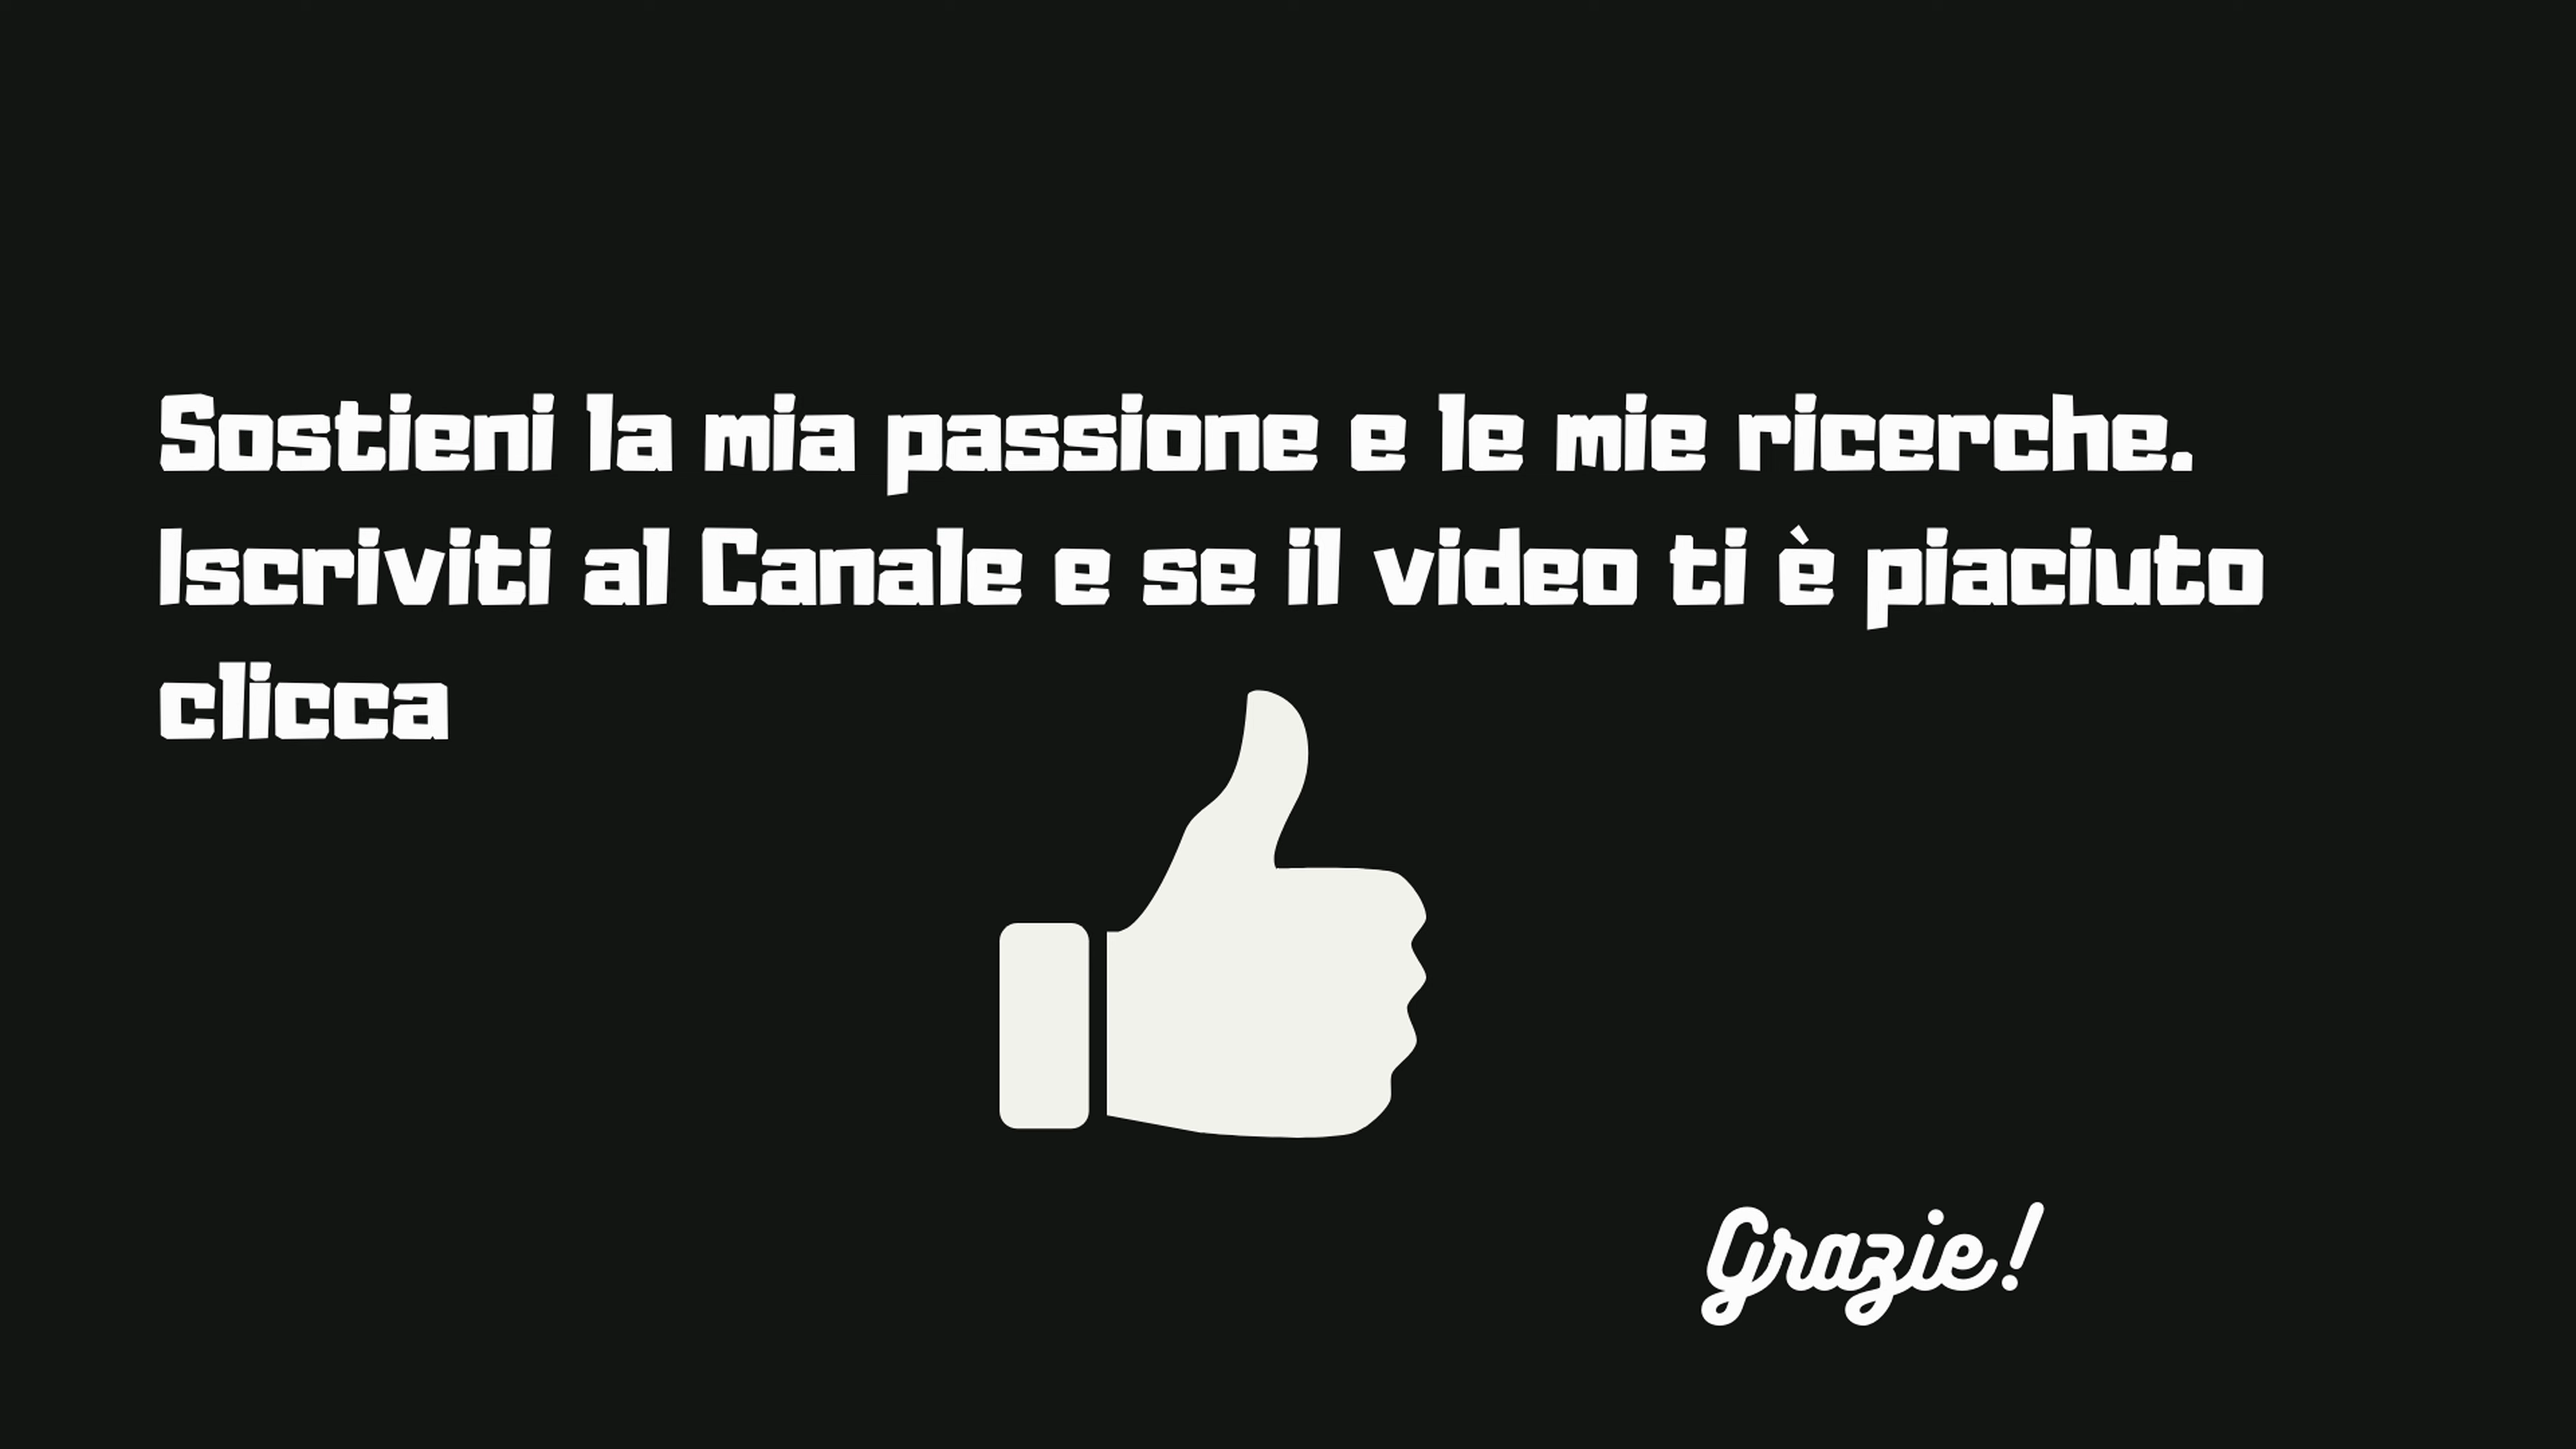 Sostieni la mia passione e le mie ricerche.
Iscriviti al Canale e se il video ti è piaciuto
clicca
Grazie!